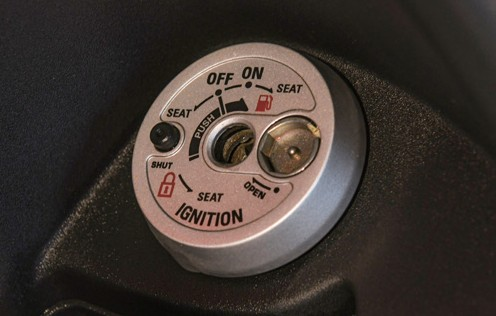 OFF ON
SEAT
SEAT
PUSH
SHUT
SEAT
OPEN
IGNITION